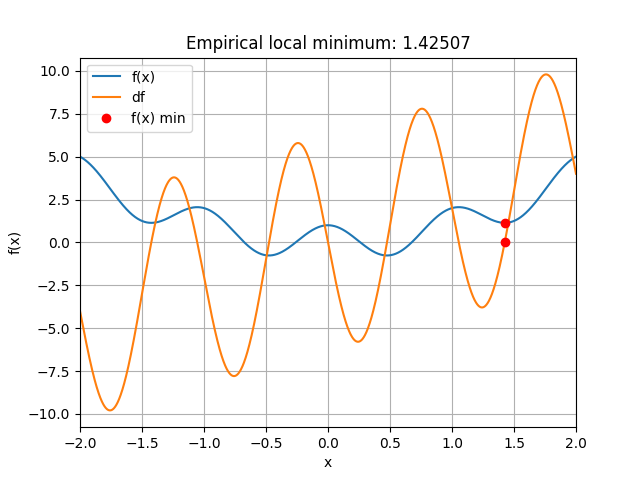 Empirical local minimum: 1.42507
f(x)
df
f(x) min
10.0
7.5
5.0
2.5
0.0
−2.5
−5.0
−7.5
−10.0
f(x)
−2.0 −1.5 −1.0 −0.5 0.0 0.5 1.0 1.5 2.0
x